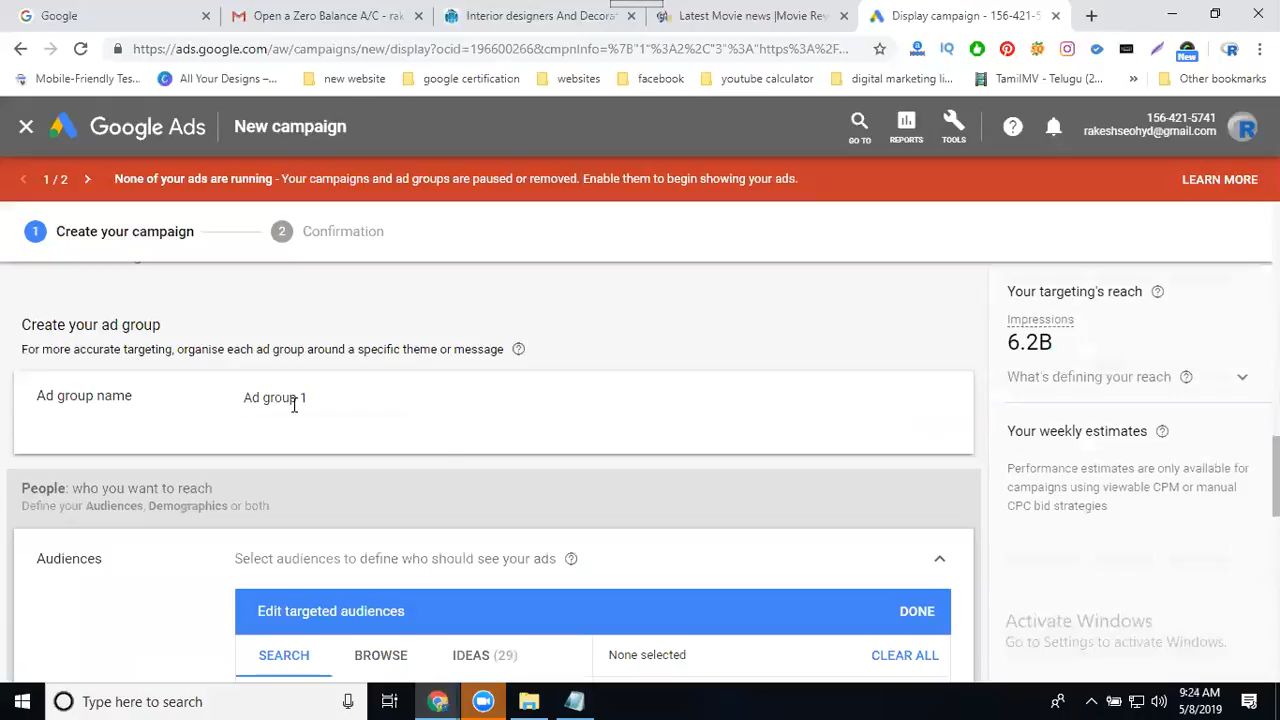 Google
Open a Zero Balance A/C - rak
Interior designers And Decorat
Latest Movie news |Movie Rev
Display campaign - 156-421-5
https://ads.google.com/aw/campaigns/new/display?ocid=196600266&cmpnInfo=%7B"1"%3A2%2C"3"%3A"https%3A%2F...
New
Mobile-Friendly Tes...
All Your Designs –...
new website
google certification
websites
facebook
youtube calculator
digital marketing li...
TamilMV - Telugu (2...
»
Other bookmarks
Google Ads
New campaign
GO TO
REPORTS
TOOLS
156-421-5741
rakeshseohyd@gmail.com
1 / 2
None of your ads are running - Your campaigns and ad groups are paused or removed. Enable them to begin showing your ads.
LEARN MORE
1 Create your campaign
2 Confirmation
Create your ad group
For more accurate targeting, organise each ad group around a specific theme or message
Ad group name
Ad group 1
People: who you want to reach
Define your Audiences, Demographics or both
Audiences
Select audiences to define who should see your ads
Edit targeted audiences
DONE
SEARCH
BROWSE
IDEAS (29)
None selected
CLEAR ALL
Your targeting's reach
Impressions
6.2B
What's defining your reach
Your weekly estimates
Performance estimates are only available for
campaigns using viewable CPM or manual
CPC bid strategies
Activate Windows
Go to Settings to activate Windows.
Type here to search
9:24 AM
5/8/2019